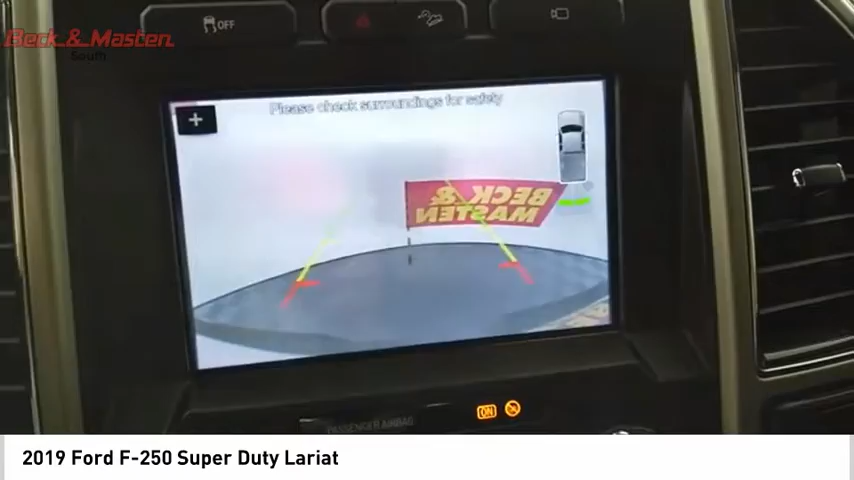 OFF
Beck & Masten
South
Please check surroundings for safety
+
BECK &
MASTEN
PASSENGER AIRBAG
ON
2019 Ford F-250 Super Duty Lariat